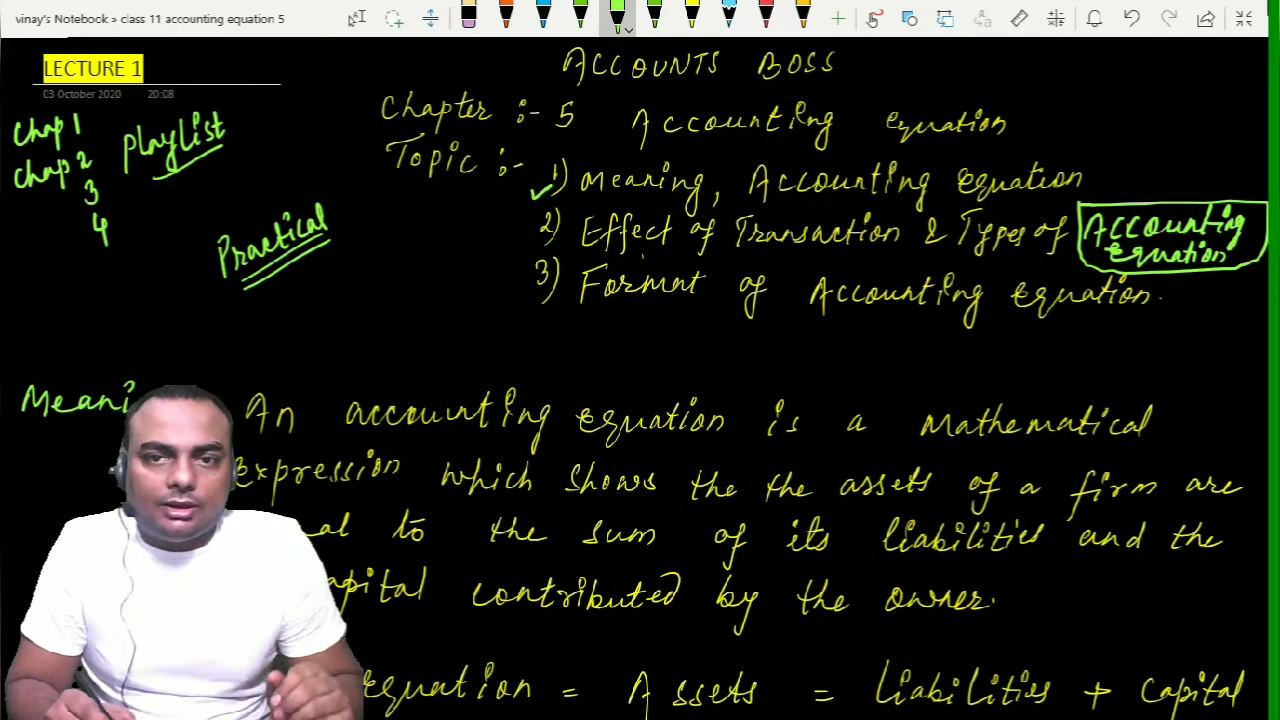 vinay's Notebook > class 11 accounting equation 5
LECTURE 1
03 October 2020 20:08
ACCOUNTS BOSS
Chapter :- 5 Accounting equation
Topic :- 1) Meaning, Accounting Equation
2) Effect of Transaction & Types of Accounting Equation
3) Format of Accounting Equation.
Chap 1
Chap 2
3
4
Playlist
Practical
Meani An accounting equation is a Mathematical
Expression which shows the the assets of a firm are
al to the sum of its liabilities and the
apital contributed by the owner.
equation = Assets = liabilities + Capital